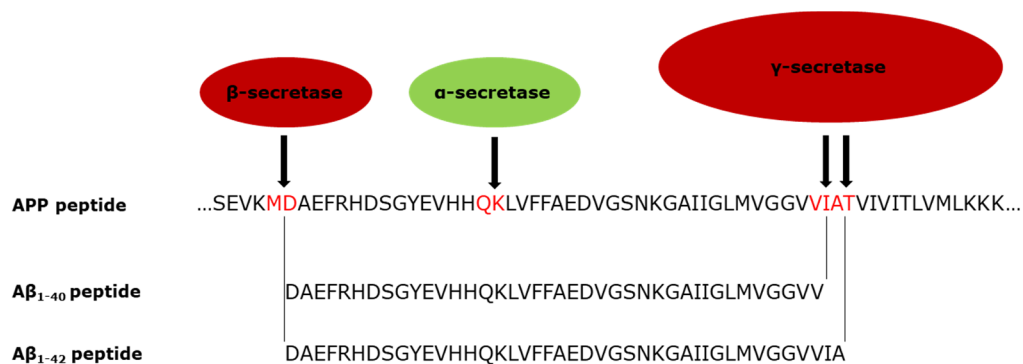 β-secretase
α-secretase
γ-secretase
APP peptide ...SEVKMDAEFRHDSGYEVHHQKLVFFAEDVGSNKGAIIGLMVGGVVIATVIVITLVMLKKK...
Aβ1-40 peptide DAEFRHDSGYEVHHQKLVFFAEDVGSNKGAIIGLMVGGVV
Aβ1-42 peptide DAEFRHDSGYEVHHQKLVFFAEDVGSNKGAIIGLMVGGVVIA